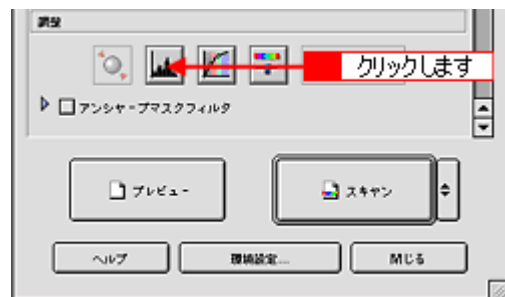 調整
クリックします
アンシャープマスクフィルタ
プレビュー
スキャン
ヘルプ
環境設定...
閉じる